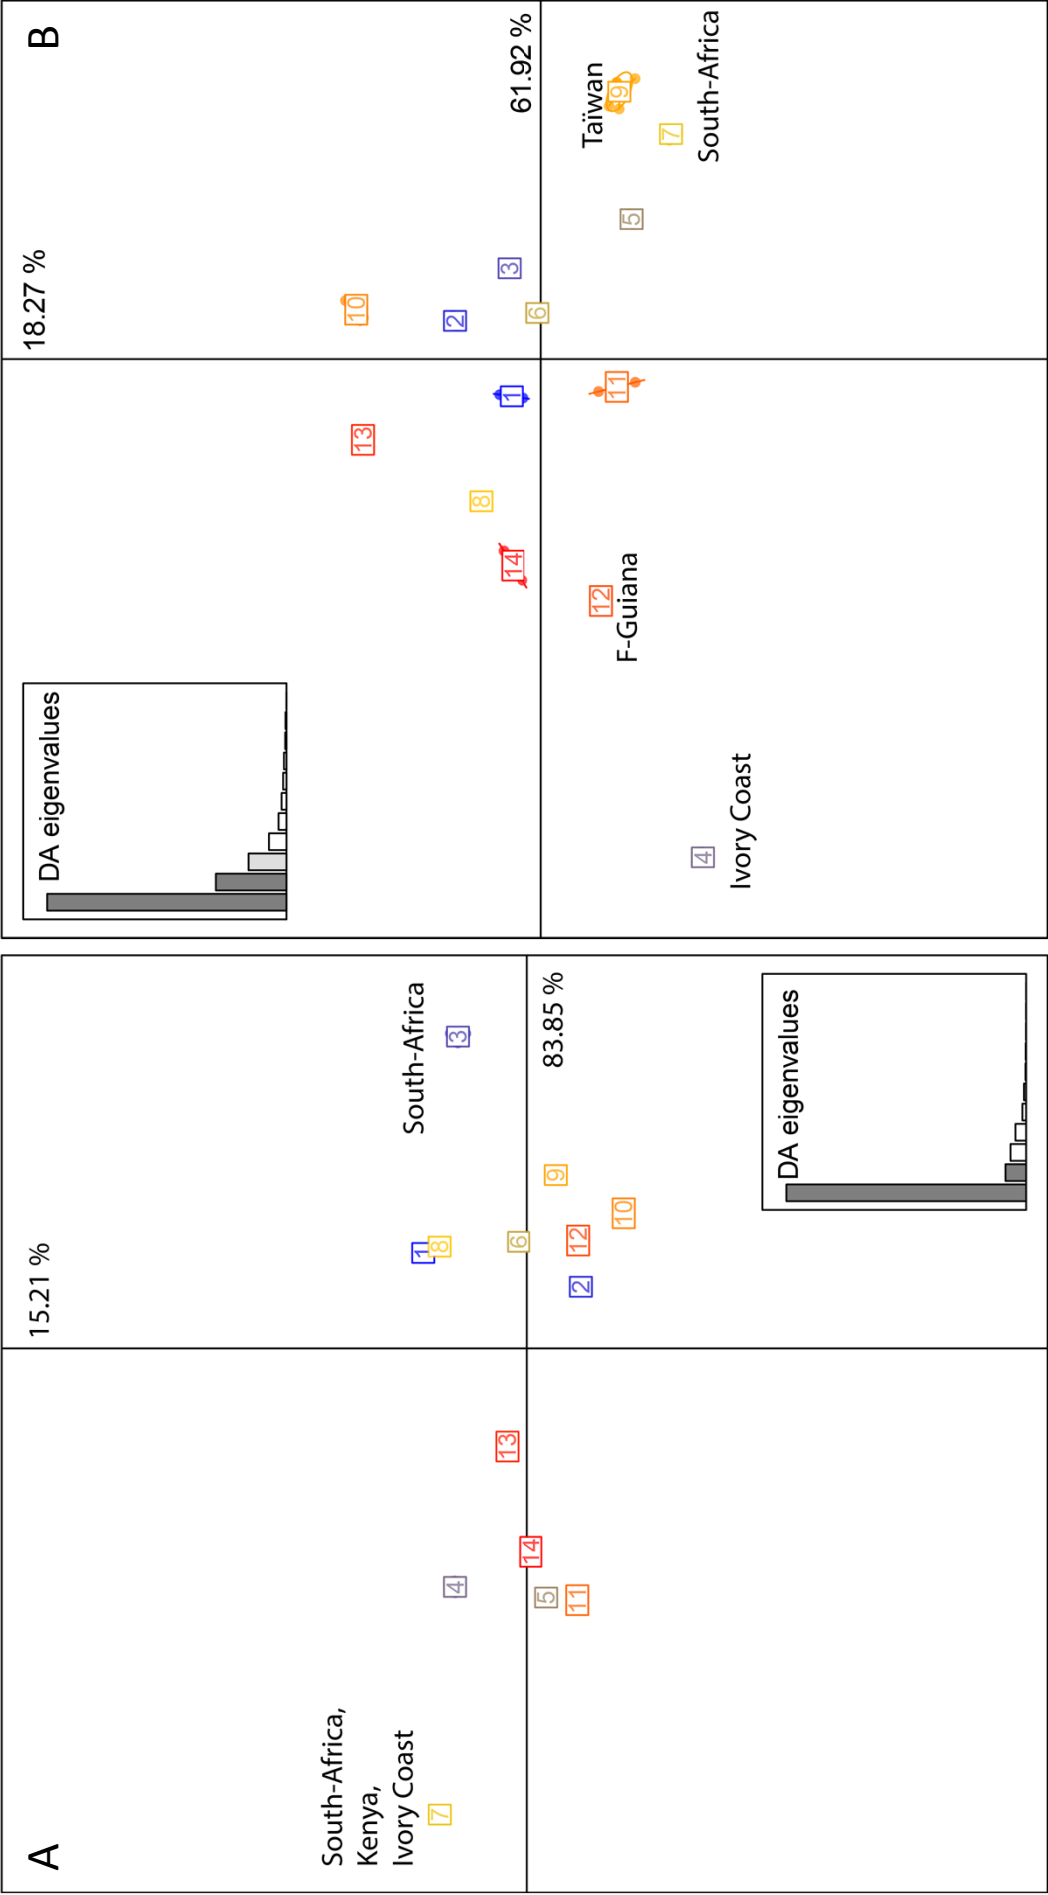 A
15.21 %
South-Africa,
Kenya,
Ivory Coast
South-Africa
83.85 %
7
4
5
11
14
13
2
1
8
6
12
10
9
3
DA eigenvalues
B
DA eigenvalues
18.27 %
61.92 %
13
10
2
8
14
1
3
6
12
F-Guiana
11
5
Taïwan
9
7
South-Africa
4
Ivory Coast